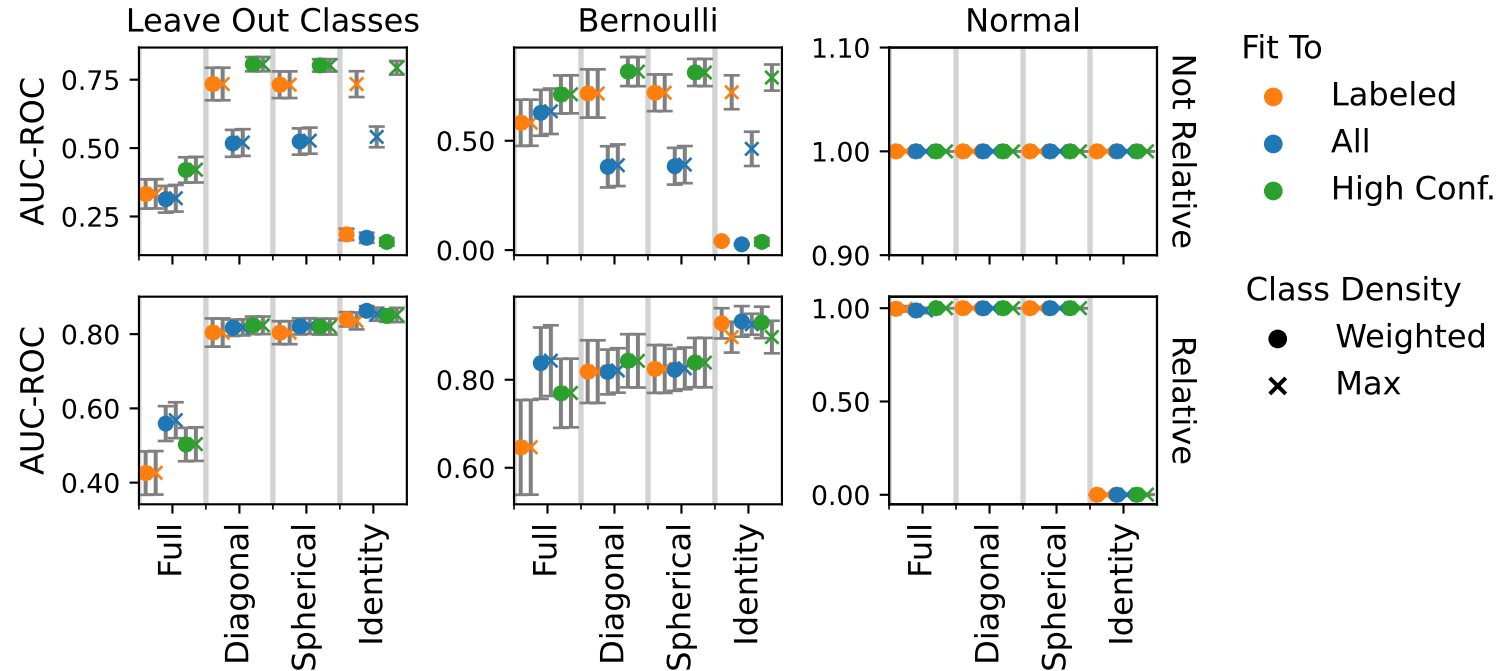 Leave Out Classes
Bernoulli
Normal
AUC-ROC
0.75
0.50
0.25
0.50
0.00
1.10
1.00
0.90
Not Relative
AUC-ROC
0.80
0.60
0.40
0.80
0.60
1.00
0.50
0.00
Relative
Full
Diagonal
Spherical
Identity
Full
Diagonal
Spherical
Identity
Full
Diagonal
Spherical
Identity
Fit To
Labeled
All
High Conf.
Class Density
Weighted
Max